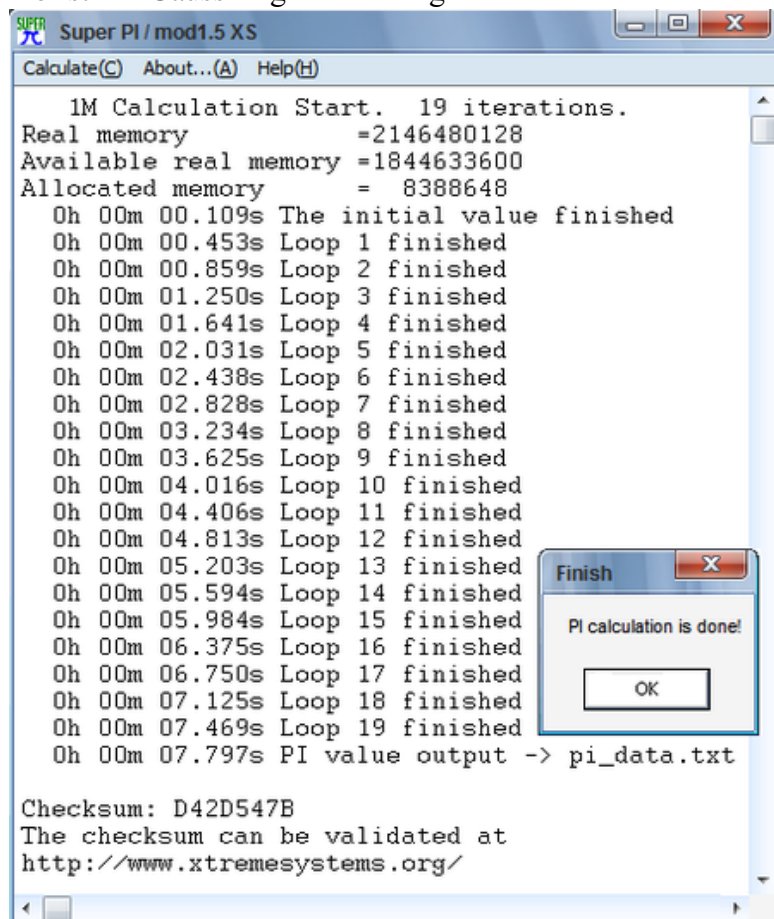 SUPER π Super PI / mod1.5 XS
Calculate(C) About...(A) Help(H)
1M Calculation Start. 19 iterations.
Real memory =2146480128
Available real memory =1844633600
Allocated memory = 8388648
0h 00m 00.109s The initial value finished
0h 00m 00.453s Loop 1 finished
0h 00m 00.859s Loop 2 finished
0h 00m 01.250s Loop 3 finished
0h 00m 01.641s Loop 4 finished
0h 00m 02.031s Loop 5 finished
0h 00m 02.438s Loop 6 finished
0h 00m 02.828s Loop 7 finished
0h 00m 03.234s Loop 8 finished
0h 00m 03.625s Loop 9 finished
0h 00m 04.016s Loop 10 finished
0h 00m 04.406s Loop 11 finished
0h 00m 04.813s Loop 12 finished
0h 00m 05.203s Loop 13 finished
0h 00m 05.594s Loop 14 finished
0h 00m 05.984s Loop 15 finished
0h 00m 06.375s Loop 16 finished
0h 00m 06.750s Loop 17 finished
0h 00m 07.125s Loop 18 finished
0h 00m 07.469s Loop 19 finished
0h 00m 07.797s PI value output -> pi_data.txt
Finish
PI calculation is done!
OK
Checksum: D42D547B
The checksum can be validated at
http://www.xtremesystems.org/